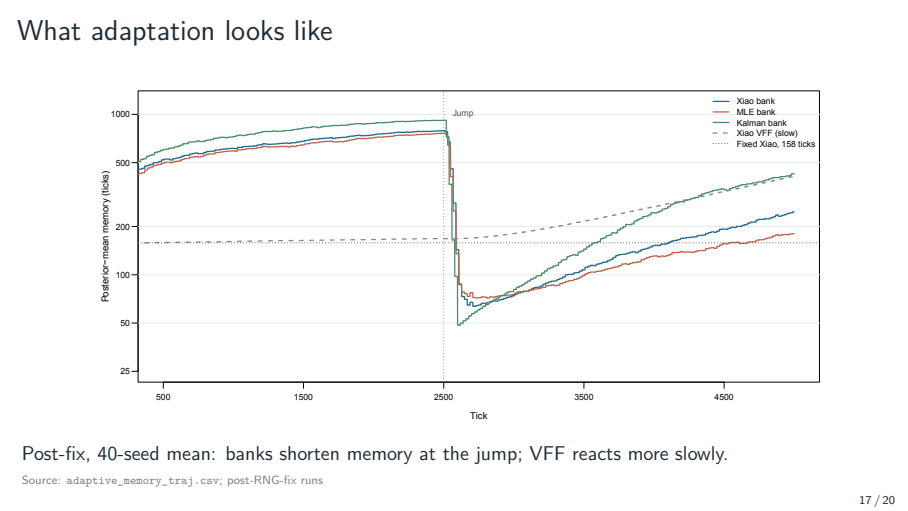 What adaptation looks like
Jump
Xiao bank
MLE bank
Kalman bank
Xiao VFF (slow)
Fixed Xiao, 158 ticks
Posterior−mean memory (ticks)
1000
500
200
100
50
25
500
1500
2500
3500
4500
Tick
Post-fix, 40-seed mean: banks shorten memory at the jump; VFF reacts more slowly.
Source: adaptive_memory_traj.csv; post-RNG-fix runs
17 / 20